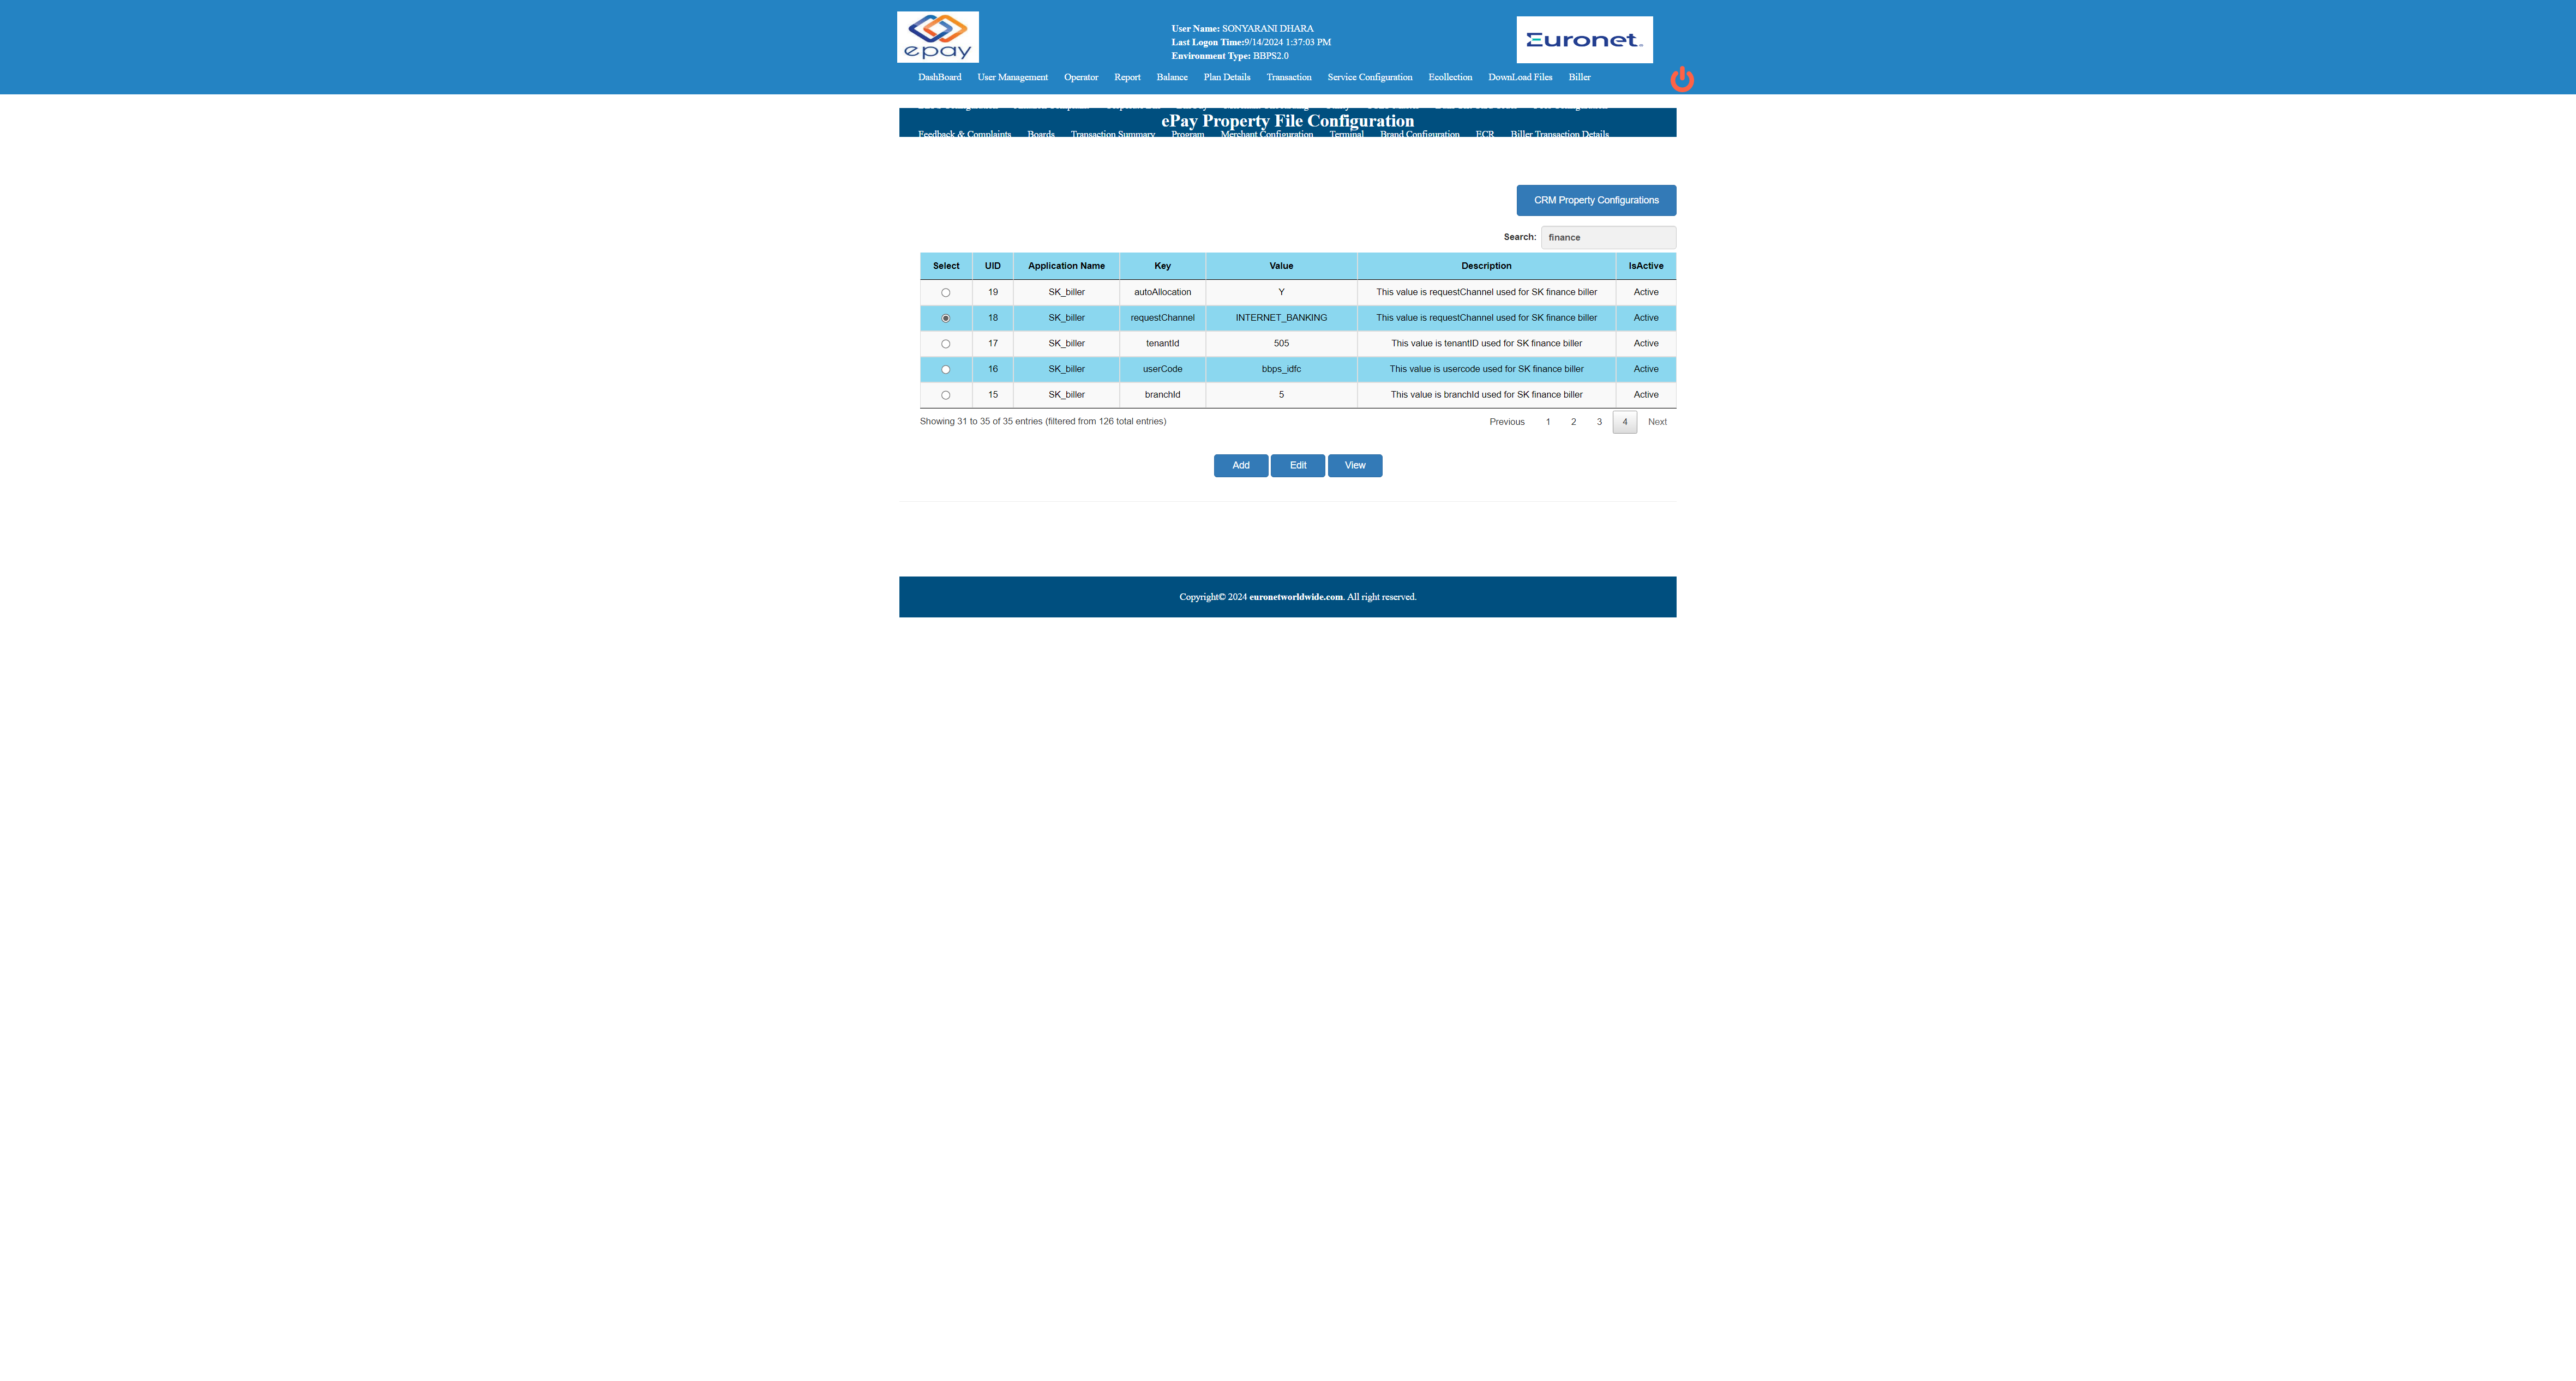 epay
User Name: SONYARANI DHARA
Last Logon Time:9/14/2024 1:37:03 PM
Environment Type: BBPS2.0
Euronet
DashBoard User Management Operator Report Balance Plan Details Transaction Service Configuration Ecollection DownLoad Files Biller
ePay Property File Configuration
Feedback & Complaints Boards Transaction Summary Program Merchant Configuration Terminal Brand Configuration ECR Biller Transaction Details
CRM Property Configurations
Search: finance
Select UID Application Name Key Value Description IsActive
19 SK_biller autoAllocation Y This value is requestChannel used for SK finance biller Active
18 SK_biller requestChannel INTERNET_BANKING This value is requestChannel used for SK finance biller Active
17 SK_biller tenantId 505 This value is tenantID used for SK finance biller Active
16 SK_biller userCode bbps_idfc This value is usercode used for SK finance biller Active
15 SK_biller branchId 5 This value is branchId used for SK finance biller Active
Showing 31 to 35 of 35 entries (filtered from 126 total entries)
Previous 1 2 3 4 Next
Add Edit View
Copyright© 2024 euronetworldwide.com. All right reserved.